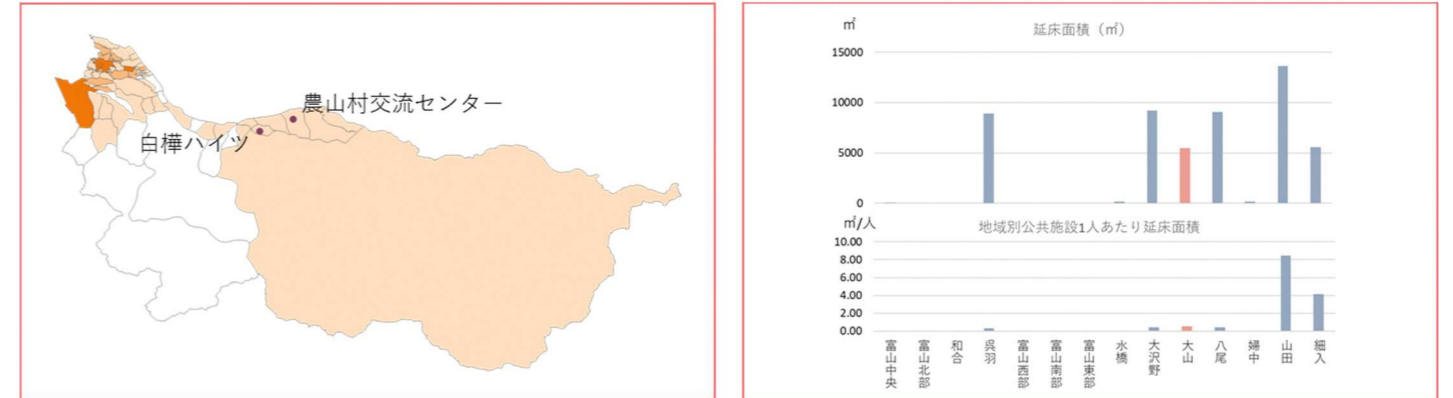 農山村交流センター
白樺ハイツ
㎡
延床面積（㎡）
15000
10000
5000
0
㎡/人
地域別公共施設1人あたり延床面積
10.00
8.00
6.00
4.00
2.00
0.00
富山中央
富山北部
和合
呉羽
富山西部
富山南部
富山東部
水橋
大沢野
大山
八尾
婦中
山田
細入